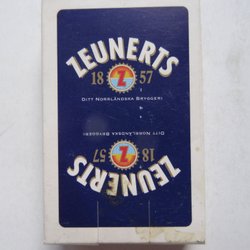 ZEUNERTS
18 Z 57
DITT NORRLÄNDSKA BRYGGERI
DITT NORRLÄNDSKA BRYGGERI
18 Z 57
ZEUNERTS